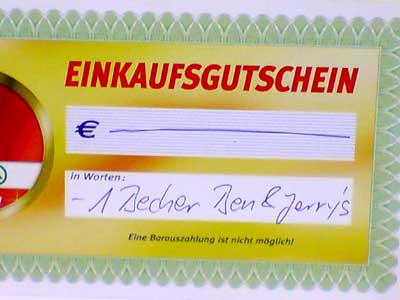 EINKAUFSGUTSCHEIN
€
in Worten:
- 1 Becher Ben & Jerry's
Eine Barauszahlung ist nicht möglich!